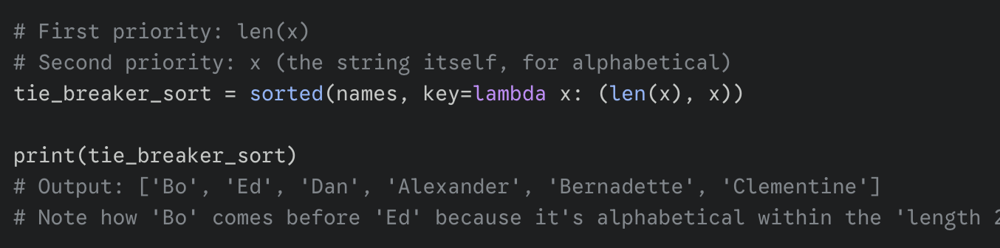 # First priority: len(x)
# Second priority: x (the string itself, for alphabetical)
tie_breaker_sort = sorted(names, key=lambda x: (len(x), x))
print(tie_breaker_sort)
# Output: ['Bo', 'Ed', 'Dan', 'Alexander', 'Bernadette', 'Clementine']
# Note how 'Bo' comes before 'Ed' because it's alphabetical within the 'length 2